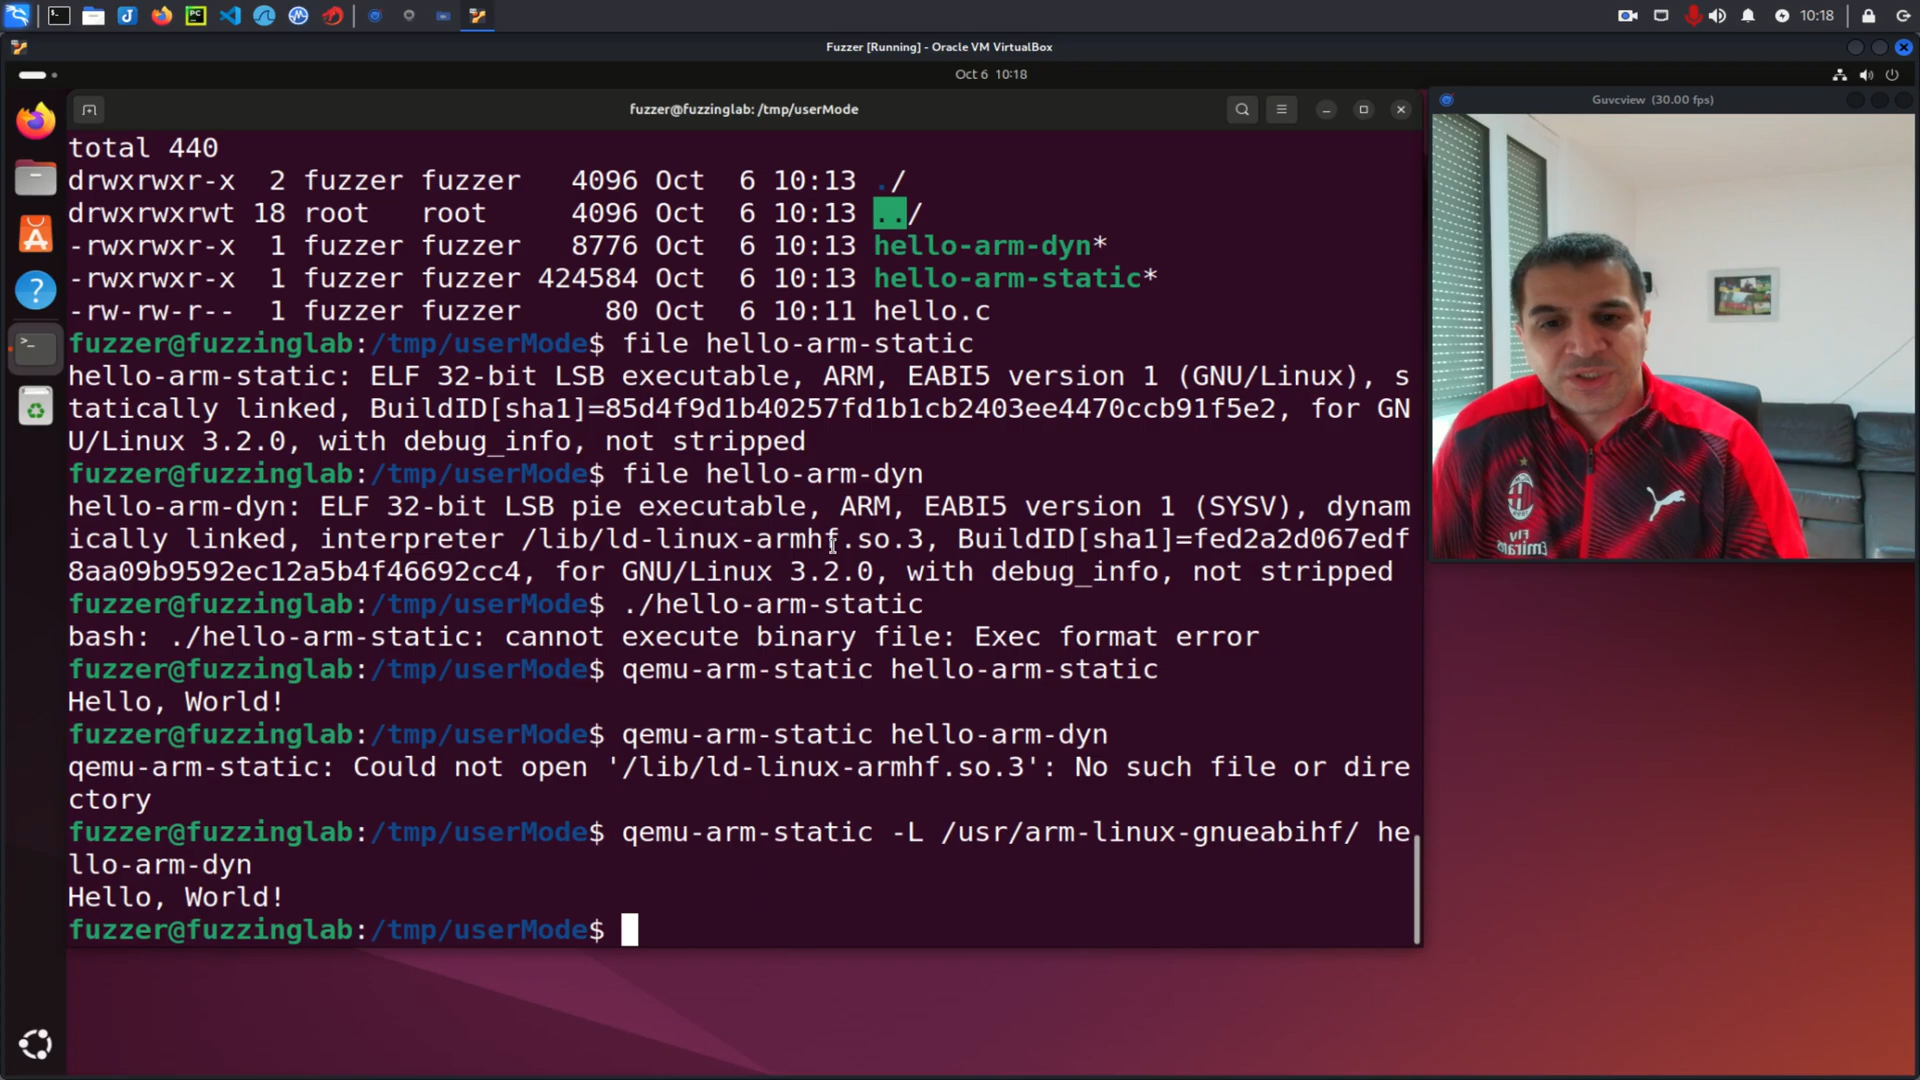 10:18
Fuzzer [Running] - Oracle VM VirtualBox
Oct 6 10:18
fuzzer@fuzzinglab: /tmp/userMode
Guvcview (30.00 fps)
total 440
drwxrwxr-x 2 fuzzer fuzzer 4096 Oct 6 10:13 ./
drwxrwxrwt 18 root root 4096 Oct 6 10:13 ../
-rwxrwxr-x 1 fuzzer fuzzer 8776 Oct 6 10:13 hello-arm-dyn*
-rwxrwxr-x 1 fuzzer fuzzer 424584 Oct 6 10:13 hello-arm-static*
-rw-rw-r-- 1 fuzzer fuzzer 80 Oct 6 10:11 hello.c
fuzzer@fuzzinglab:/tmp/userMode$ file hello-arm-static
hello-arm-static: ELF 32-bit LSB executable, ARM, EABI5 version 1 (GNU/Linux), s
tatically linked, BuildID[sha1]=85d4f9d1b40257fd1b1cb2403ee4470ccb91f5e2, for GN
U/Linux 3.2.0, with debug_info, not stripped
fuzzer@fuzzinglab:/tmp/userMode$ file hello-arm-dyn
hello-arm-dyn: ELF 32-bit LSB pie executable, ARM, EABI5 version 1 (SYSV), dynam
ically linked, interpreter /lib/ld-linux-armhf.so.3, BuildID[sha1]=fed2a2d067edf
8aa09b9592ec12a5b4f46692cc4, for GNU/Linux 3.2.0, with debug_info, not stripped
fuzzer@fuzzinglab:/tmp/userMode$ ./hello-arm-static
bash: ./hello-arm-static: cannot execute binary file: Exec format error
fuzzer@fuzzinglab:/tmp/userMode$ qemu-arm-static hello-arm-static
Hello, World!
fuzzer@fuzzinglab:/tmp/userMode$ qemu-arm-static hello-arm-dyn
qemu-arm-static: Could not open '/lib/ld-linux-armhf.so.3': No such file or dire
ctory
fuzzer@fuzzinglab:/tmp/userMode$ qemu-arm-static -L /usr/arm-linux-gnueabihf/ he
llo-arm-dyn
Hello, World!
fuzzer@fuzzinglab:/tmp/userMode$
Fly
Emirates